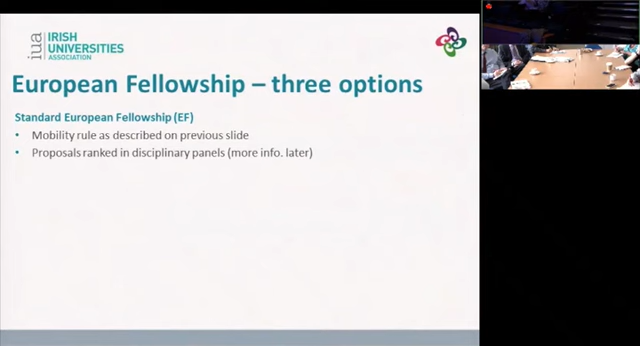 iua
IRISH
UNIVERSITIES
ASSOCIATION
European Fellowship – three options
Standard European Fellowship (EF)
• Mobility rule as described on previous slide
• Proposals ranked in disciplinary panels (more info. later)